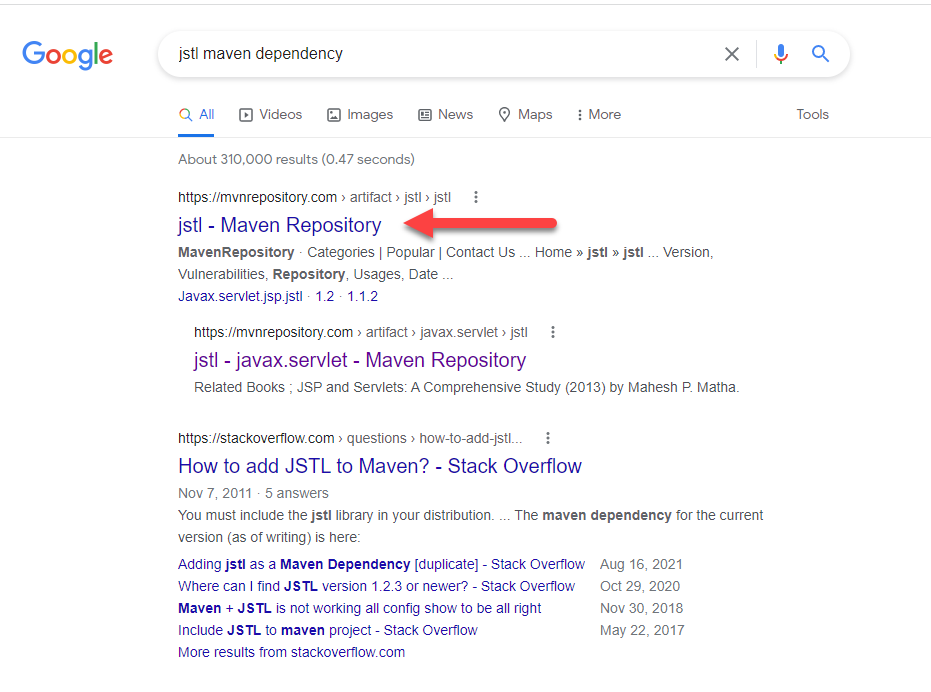 Google
jstl maven dependency
All Videos Images News Maps More Tools
About 310,000 results (0.47 seconds)
https://mvnrepository.com › artifact › jstl › jstl
jstl - Maven Repository
MavenRepository · Categories | Popular | Contact Us ... Home » jstl » jstl ... Version,
Vulnerabilities, Repository, Usages, Date ...
Javax.servlet.jsp.jstl · 1.2 · 1.1.2
https://mvnrepository.com › artifact › javax.servlet › jstl
jstl - javax.servlet - Maven Repository
Related Books ; JSP and Servlets: A Comprehensive Study (2013) by Mahesh P. Matha.
https://stackoverflow.com › questions › how-to-add-jstl...
How to add JSTL to Maven? - Stack Overflow
Nov 7, 2011 · 5 answers
You must include the jstl library in your distribution. ... The maven dependency for the current
version (as of writing) is here:
Adding jstl as a Maven Dependency [duplicate] - Stack Overflow Aug 16, 2021
Where can I find JSTL version 1.2.3 or newer? - Stack Overflow Oct 29, 2020
Maven + JSTL is not working all config show to be all right Nov 30, 2018
Include JSTL to maven project - Stack Overflow May 22, 2017
More results from stackoverflow.com